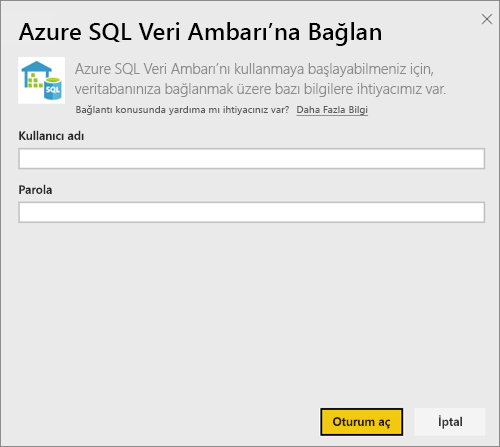 Azure SQL Veri Ambarı'na Bağlan
Azure SQL Veri Ambarı'nı kullanmaya başlayabilmeniz için,
veritabanınıza bağlanmak üzere bazı bilgilere ihtiyacımız var.
SQL
Bağlantı konusunda yardıma mı ihtiyacınız var? Daha Fazla Bilgi
Kullanıcı adı
Parola
Oturum aç İptal